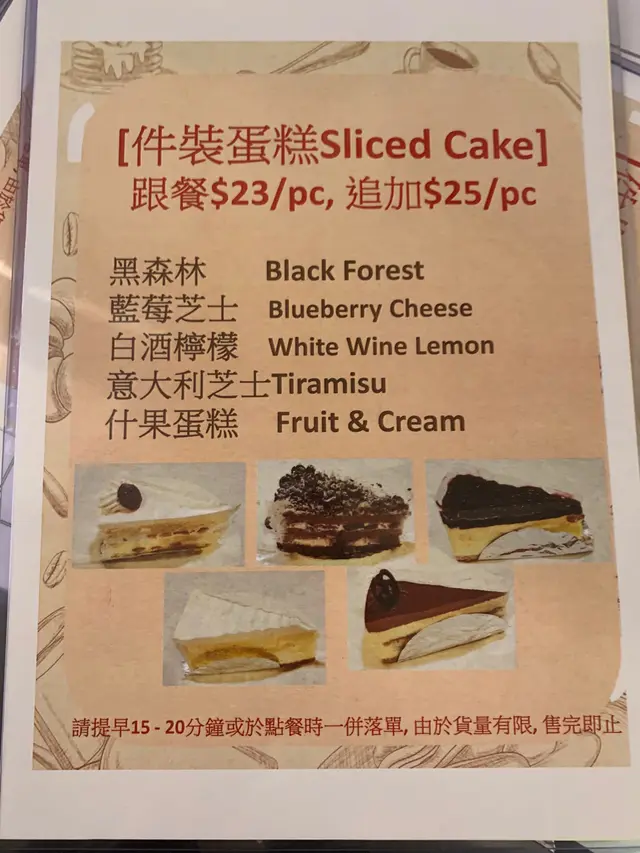 [件裝蛋糕Sliced Cake]
跟餐$23/pc, 追加$25/pc
黑森林 Black Forest
藍莓芝士 Blueberry Cheese
白酒檸檬 White Wine Lemon
意大利芝士Tiramisu
什果蛋糕 Fruit & Cream
請提早15 - 20分鐘或於點餐時一併落單, 由於貨量有限, 售完即止